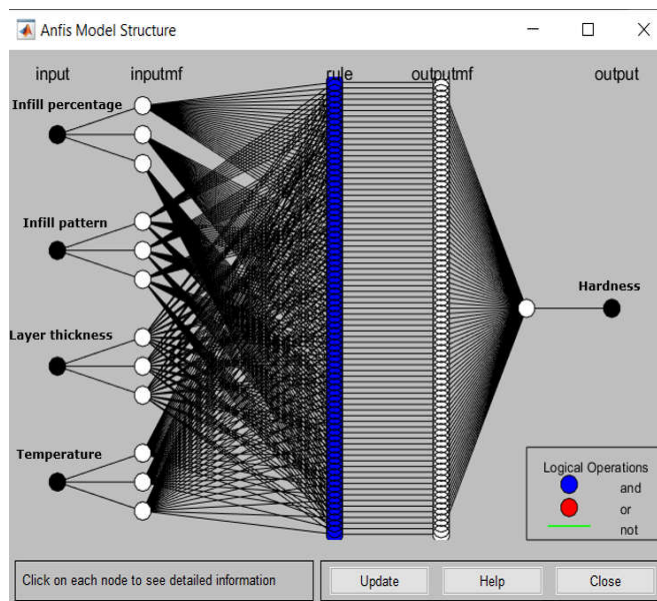 Anfis Model Structure
input inputmf rule outputmf output
Infill percentage
Infill pattern
Hardness
Layer thickness
Temperature
Logical Operations
and
or
not
Click on each node to see detailed information
Update Help Close